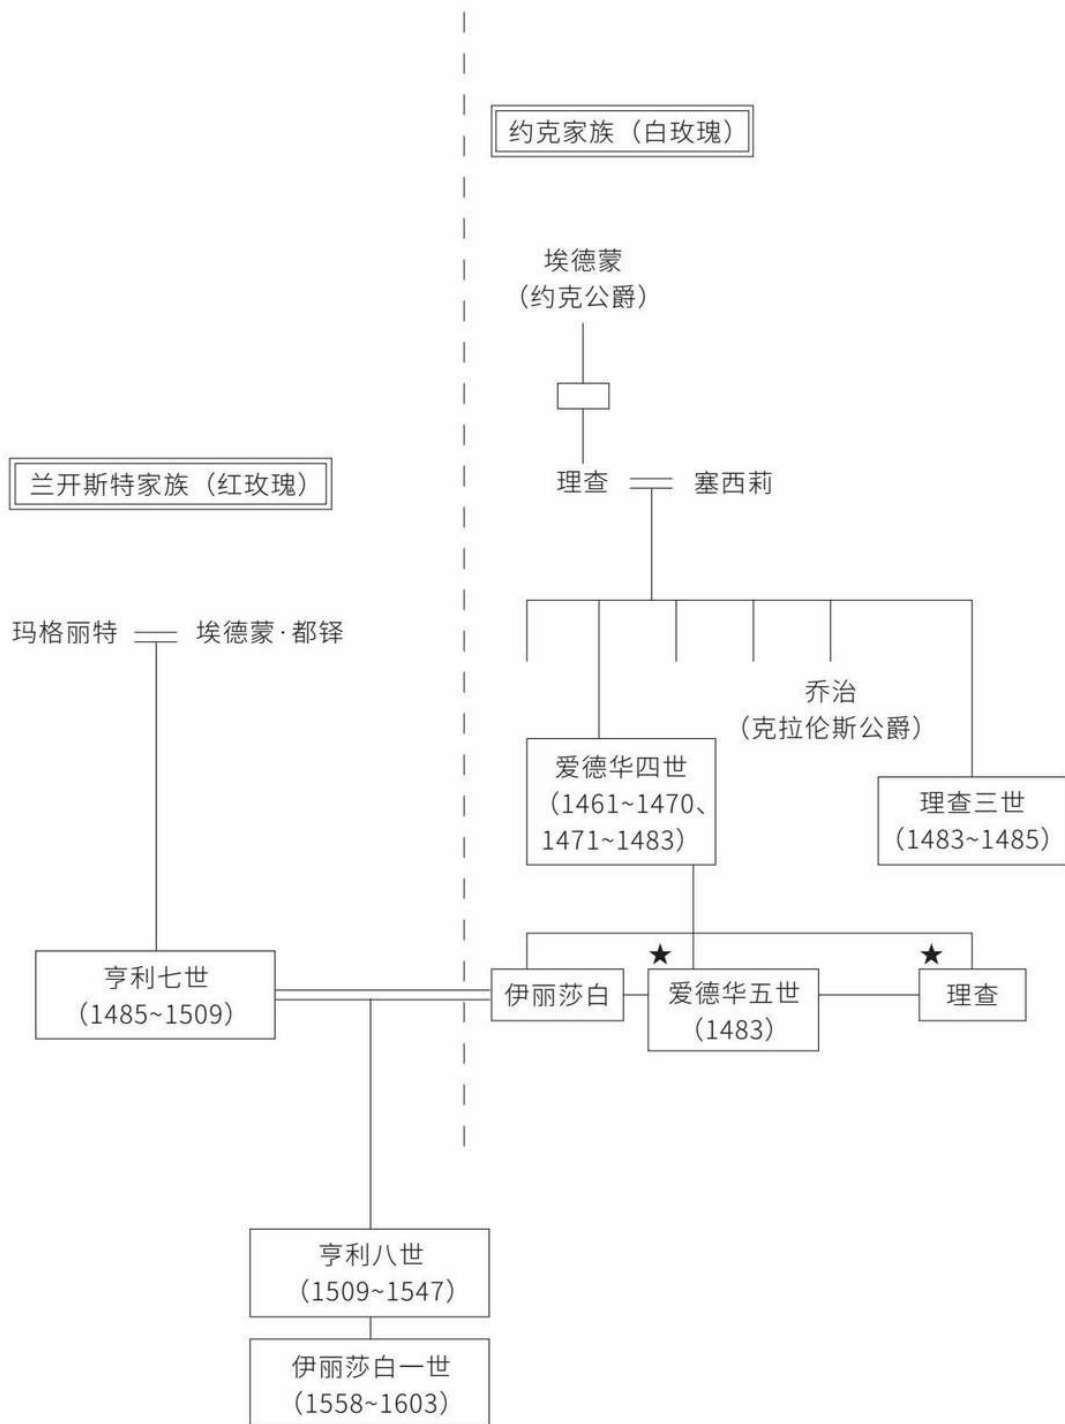 约克家族（白玫瑰）
埃德蒙
（约克公爵）
兰开斯特家族（红玫瑰）
理查
塞西莉
玛格丽特
埃德蒙·都铎
乔治
（克拉伦斯公爵）
爱德华四世
（1461~1470、
1471~1483）
理查三世
（1483~1485）
亨利七世
（1485~1509）
伊丽莎白
★
爱德华五世
（1483）
★
理查
亨利八世
（1509~1547）
伊丽莎白一世
（1558~1603）